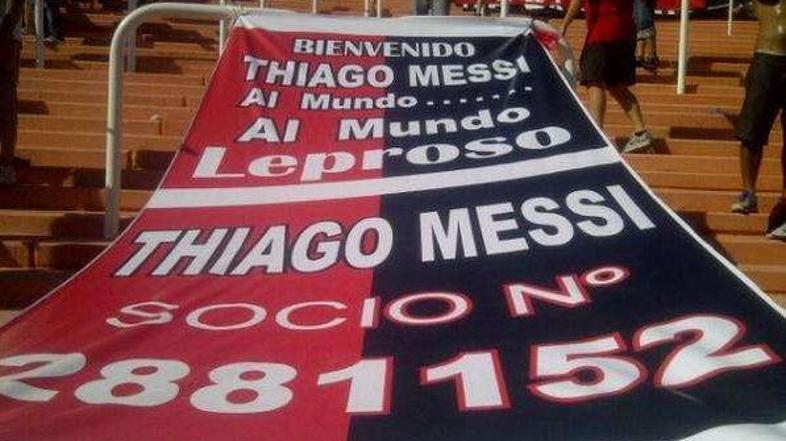 BIENVENIDO
THIAGO MESSI
Al Mundo.......
Al Mundo
Leproso
THIAGO MESSI
SOCIO Nº
2881152